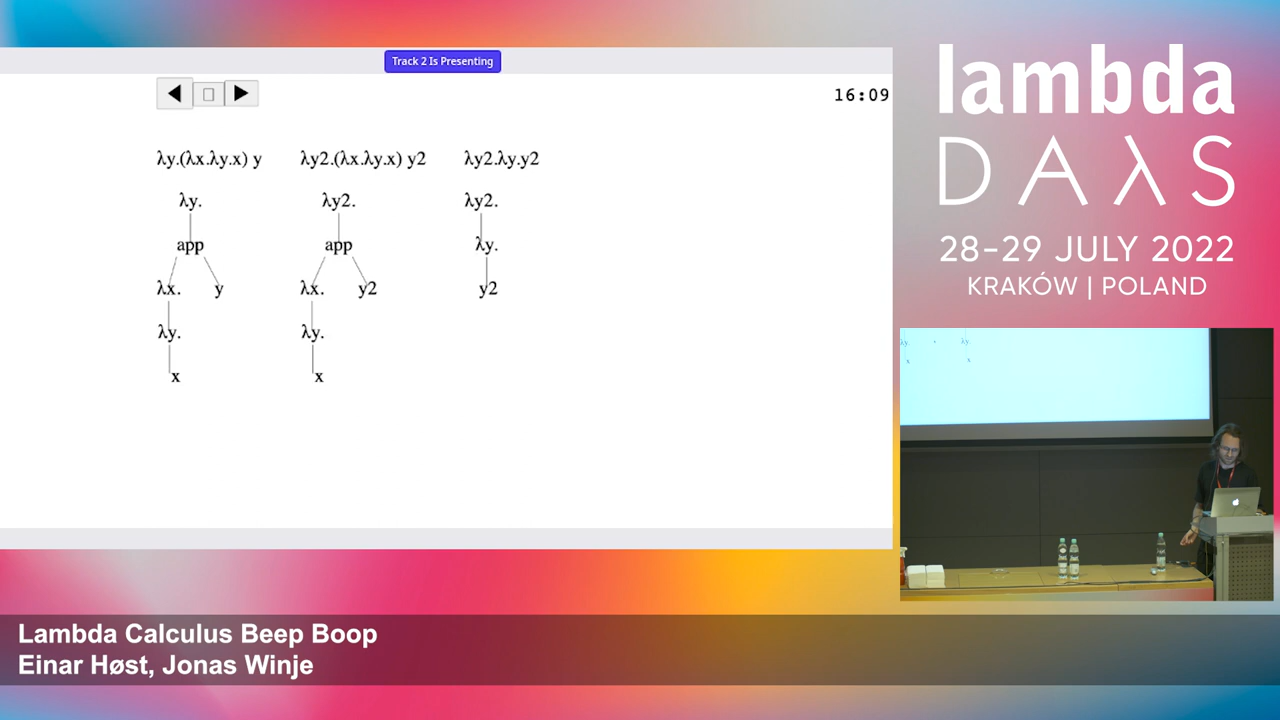 Track 2 Is Presenting
16:09
λy.(λx.λy.x) y
λy2.(λx.λy.x) y2
λy2.λy.y2
λy.
λy2.
λy2.
app
app
λy.
λx.
y
λx.
y2
y2
λy.
λy.
x
x
lambda
DAλS
28–29 JULY 2022
KRAKÓW | POLAND
Lambda Calculus Beep Boop
Einar Høst, Jonas Winje